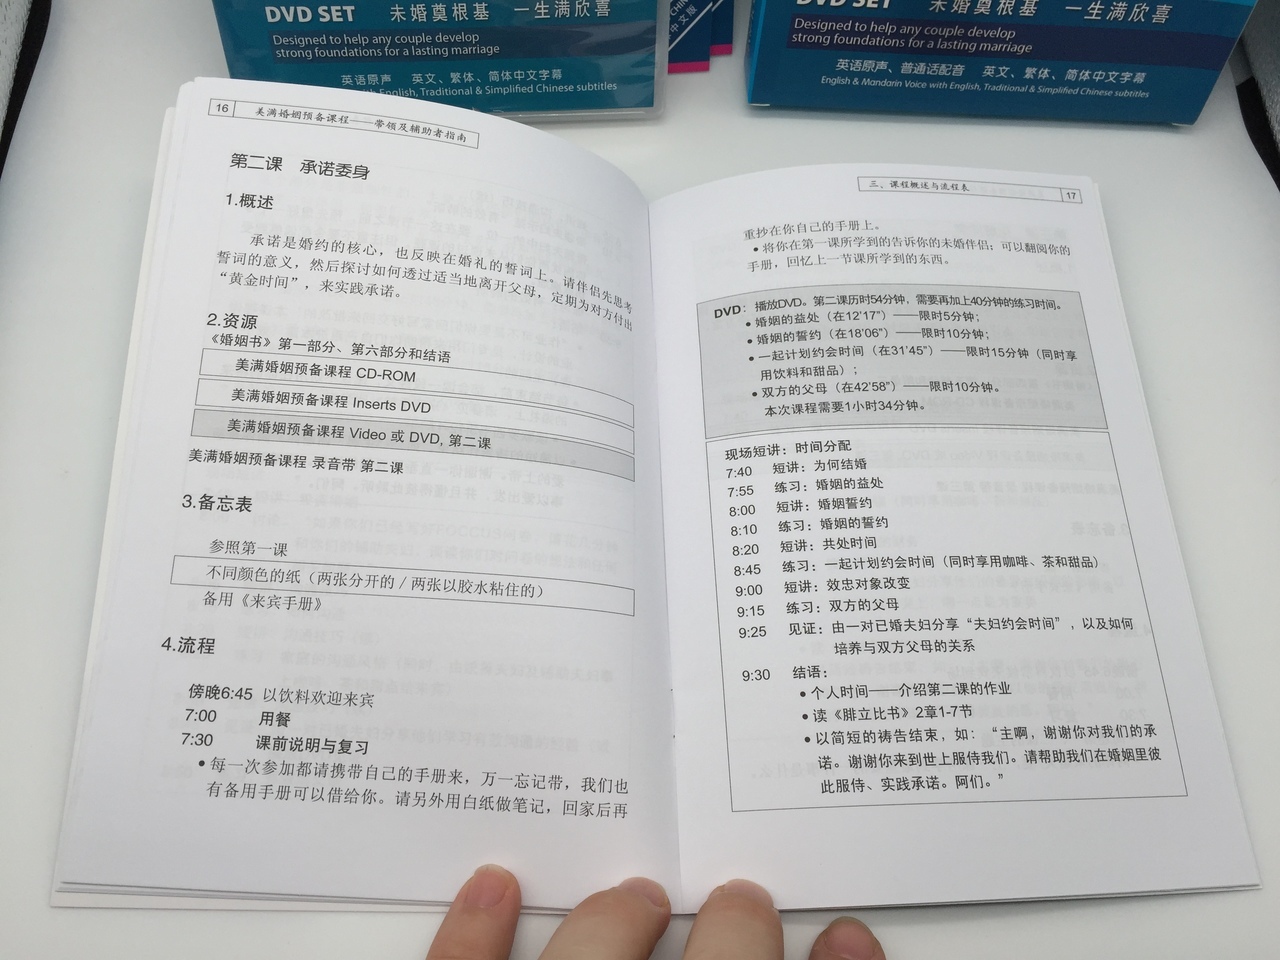 DVD SET 未婚奠根基 一生满欣喜
Designed to help any couple develop
strong foundations for a lasting marriage
英语原声 英文、繁体、简体中文字幕
with English, Traditional & Simplified Chinese subtitles
中文版
DVD SET 未婚奠根基 一生满欣喜
Designed to help any couple develop
strong foundations for a lasting marriage
英语原声、普通话配音 英文、繁体、简体中文字幕
English & Mandarin Voice with English, Traditional & Simplified Chinese subtitles
16 美满婚姻预备课程——带领及辅助者指南
第二课 承诺委身
1.概述
承诺是婚约的核心，也反映在婚礼的誓词上。请伴侣先思考
誓词的意义，然后探讨如何透过适当地离开父母，定期为对方付出
“黄金时间”，来实践承诺。
2.资源
《婚姻书》第一部分、第六部分和结语
美满婚姻预备课程 CD-ROM
美满婚姻预备课程 Inserts DVD
美满婚姻预备课程 Video 或 DVD, 第二课
美满婚姻预备课程 录音带 第二课
3.备忘表
参照第一课
不同颜色的纸（两张分开的 / 两张以胶水粘住的）
备用《来宾手册》
4.流程
傍晚6:45 以饮料欢迎来宾
7:00 用餐
7:30 课前说明与复习
• 每一次参加都请携带自己的手册来，万一忘记带，我们也
有备用手册可以借给你。请另外用白纸做笔记，回家后再
三、课程概述与流程表 17
重抄在你自己的手册上。
• 将你在第一课所学到的告诉你的未婚伴侣；可以翻阅你的
手册，回忆上一节课所学到的东西。
DVD：播放DVD。第二课历时54分钟，需要再加上40分钟的练习时间。
• 婚姻的益处（在12’17”）——限时5分钟；
• 婚姻的誓约（在18’06”）——限时10分钟；
• 一起计划约会时间（在31’45”）——限时15分钟（同时享
用饮料和甜品）；
• 双方的父母（在42’58”）——限时10分钟。
本次课程需要1小时34分钟。
现场短讲：时间分配
7:40 短讲：为何结婚
7:55 练习：婚姻的益处
8:00 短讲：婚姻誓约
8:10 练习：婚姻的誓约
8:20 短讲：共处时间
8:45 练习：一起计划约会时间（同时享用咖啡、茶和甜品）
9:00 短讲：效忠对象改变
9:15 练习：双方的父母
9:25 见证：由一对已婚夫妇分享“夫妇约会时间”，以及如何
培养与双方父母的关系
9:30 结语：
• 个人时间——介绍第二课的作业
• 读《腓立比书》2章1-7节
• 以简短的祷告结束，如：“主啊，谢谢你对我们的承
诺。谢谢你来到世上服侍我们。请帮助我们在婚姻里彼
此服侍、实践承诺。阿们。”